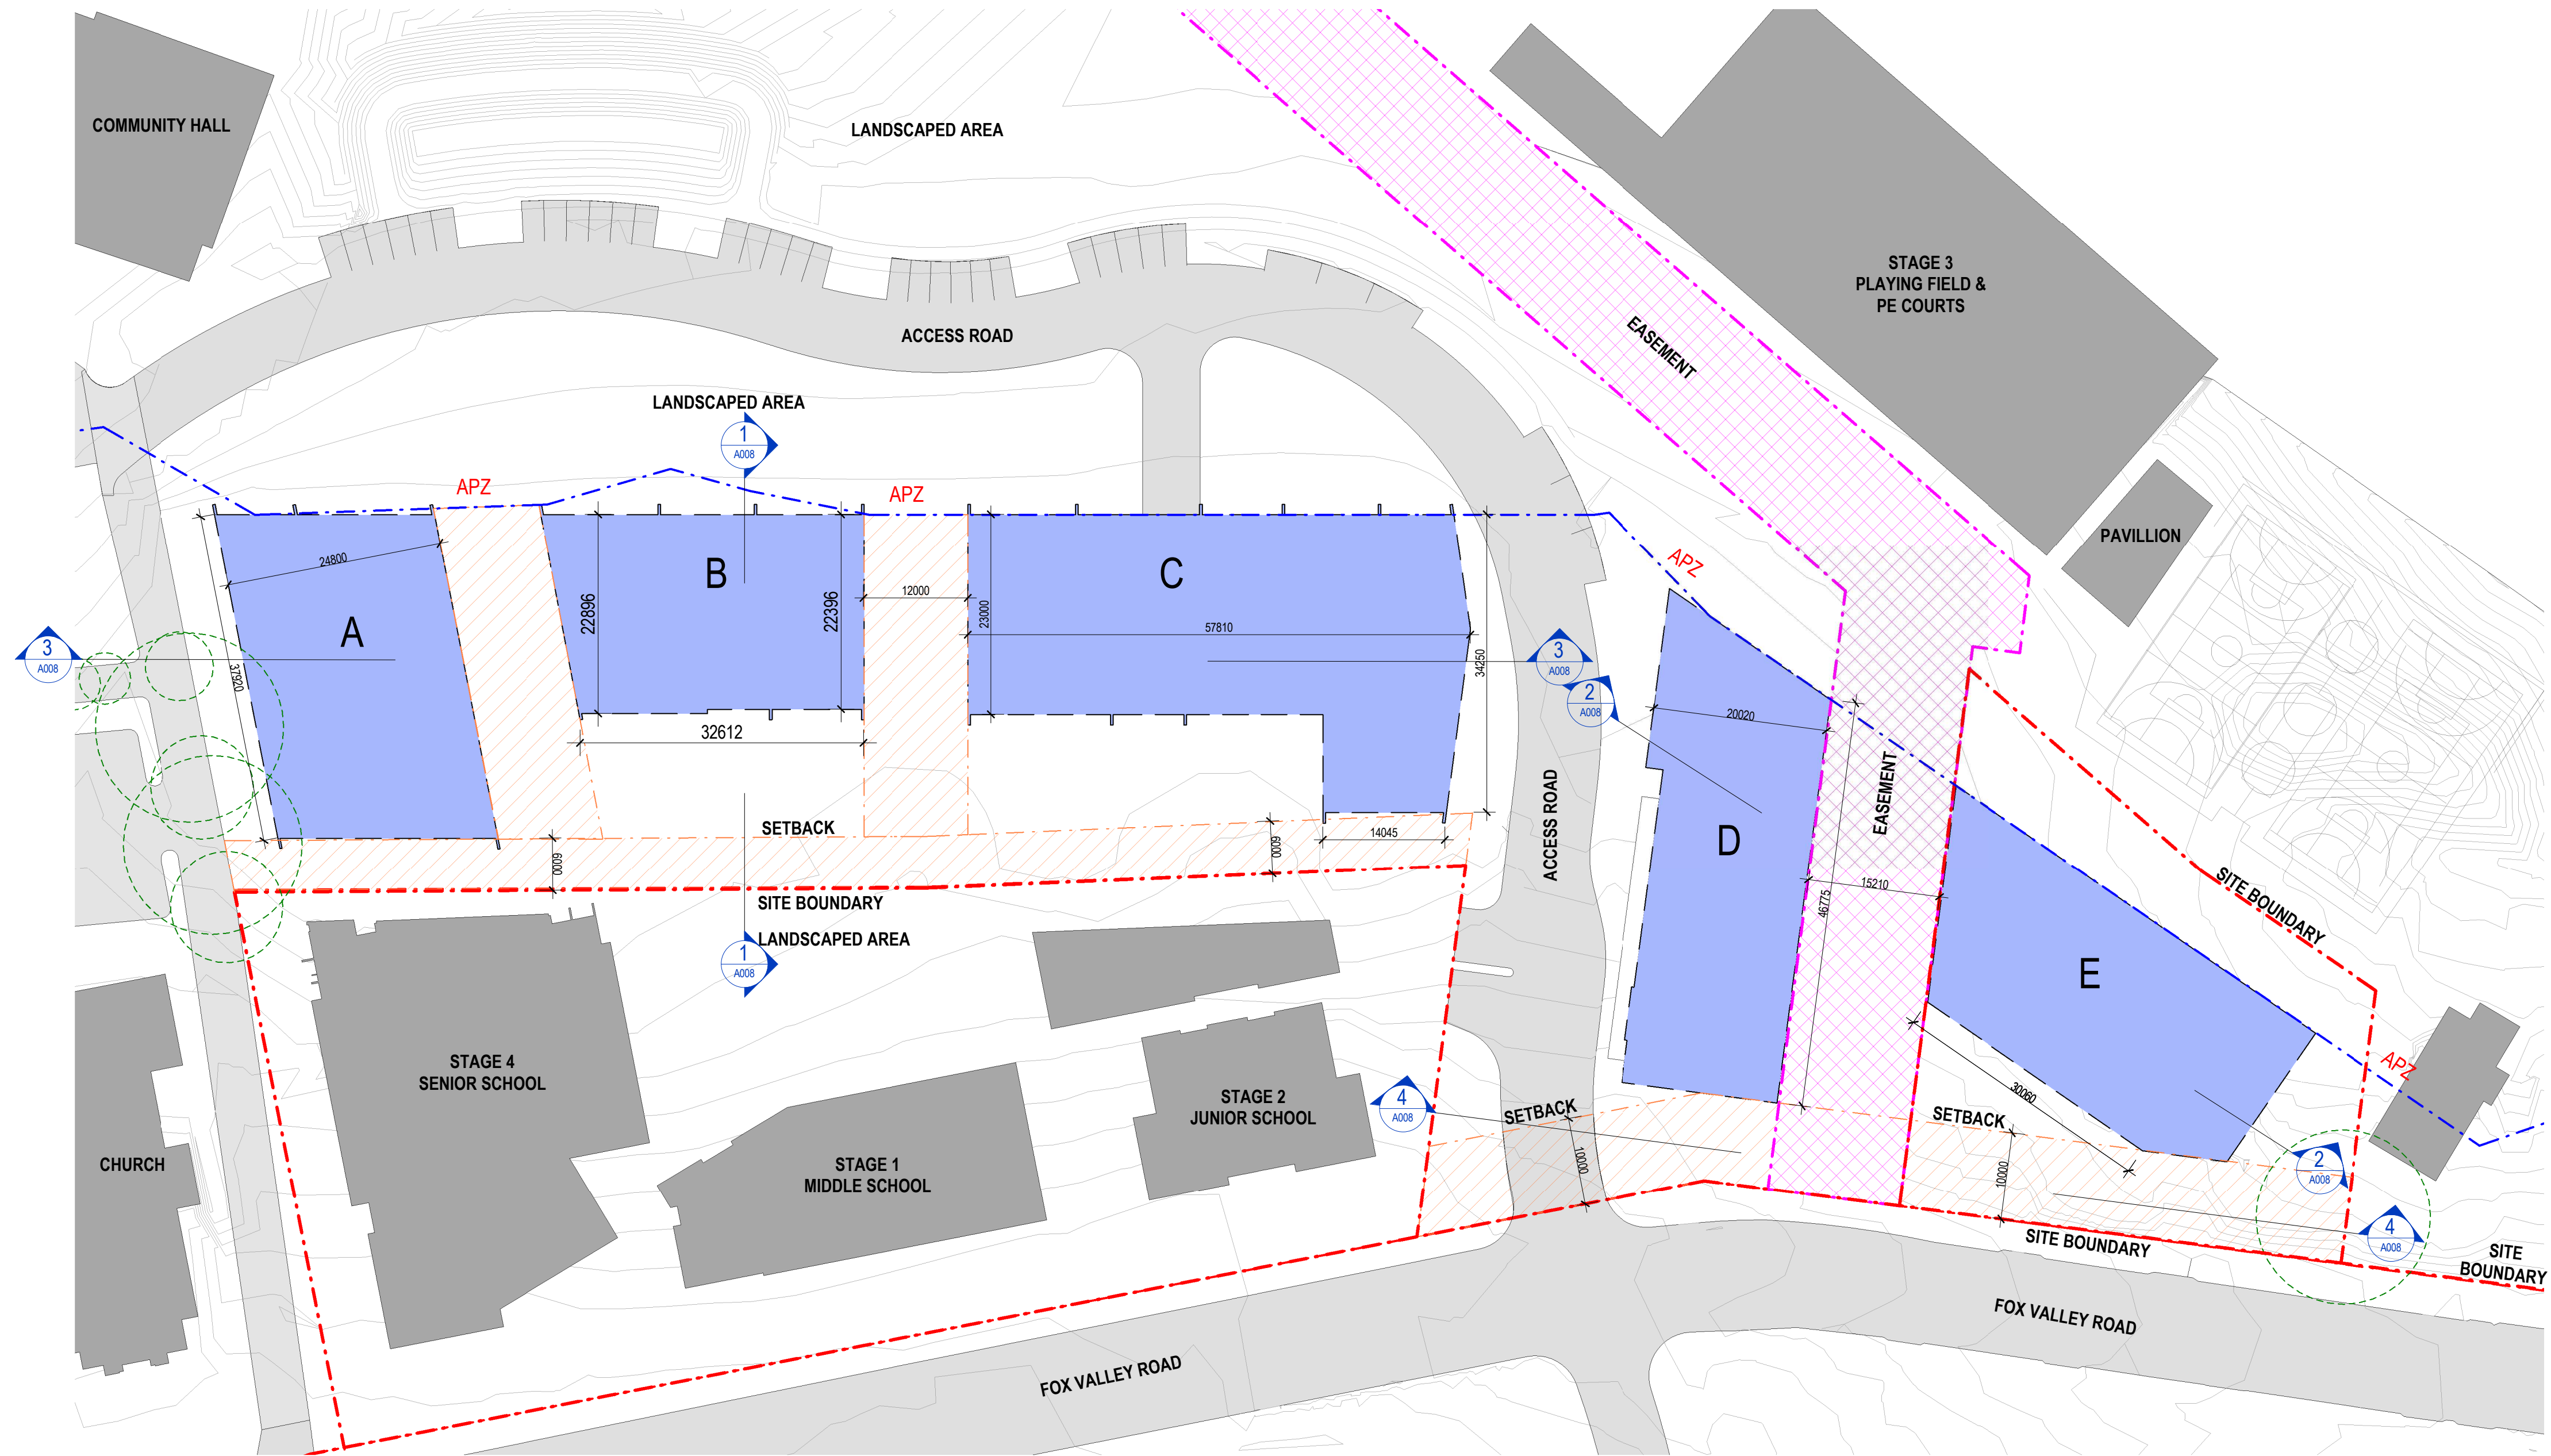 COMMUNITY HALL
LANDSCAPED AREA
STAGE 3
PLAYING FIELD &
PE COURTS
ACCESS ROAD
EASEMENT
LANDSCAPED AREA
1
A008
APZ
APZ
APZ
PAVILLION
24800
A
37920
B
22896
22396
32612
12000
C
23000
57810
34250
3
A008
3
A008
2
A008
20020
D
EASEMENT
15210
46775
ACCESS ROAD
SETBACK
6000
6000
14045
SITE BOUNDARY
LANDSCAPED AREA
1
A008
SITE BOUNDARY
E
APZ
30060
STAGE 4
SENIOR SCHOOL
STAGE 2
JUNIOR SCHOOL
4
A008
SETBACK
10000
SETBACK
10000
CHURCH
STAGE 1
MIDDLE SCHOOL
2
A008
4
A008
SITE BOUNDARY
SITE
BOUNDARY
FOX VALLEY ROAD
FOX VALLEY ROAD